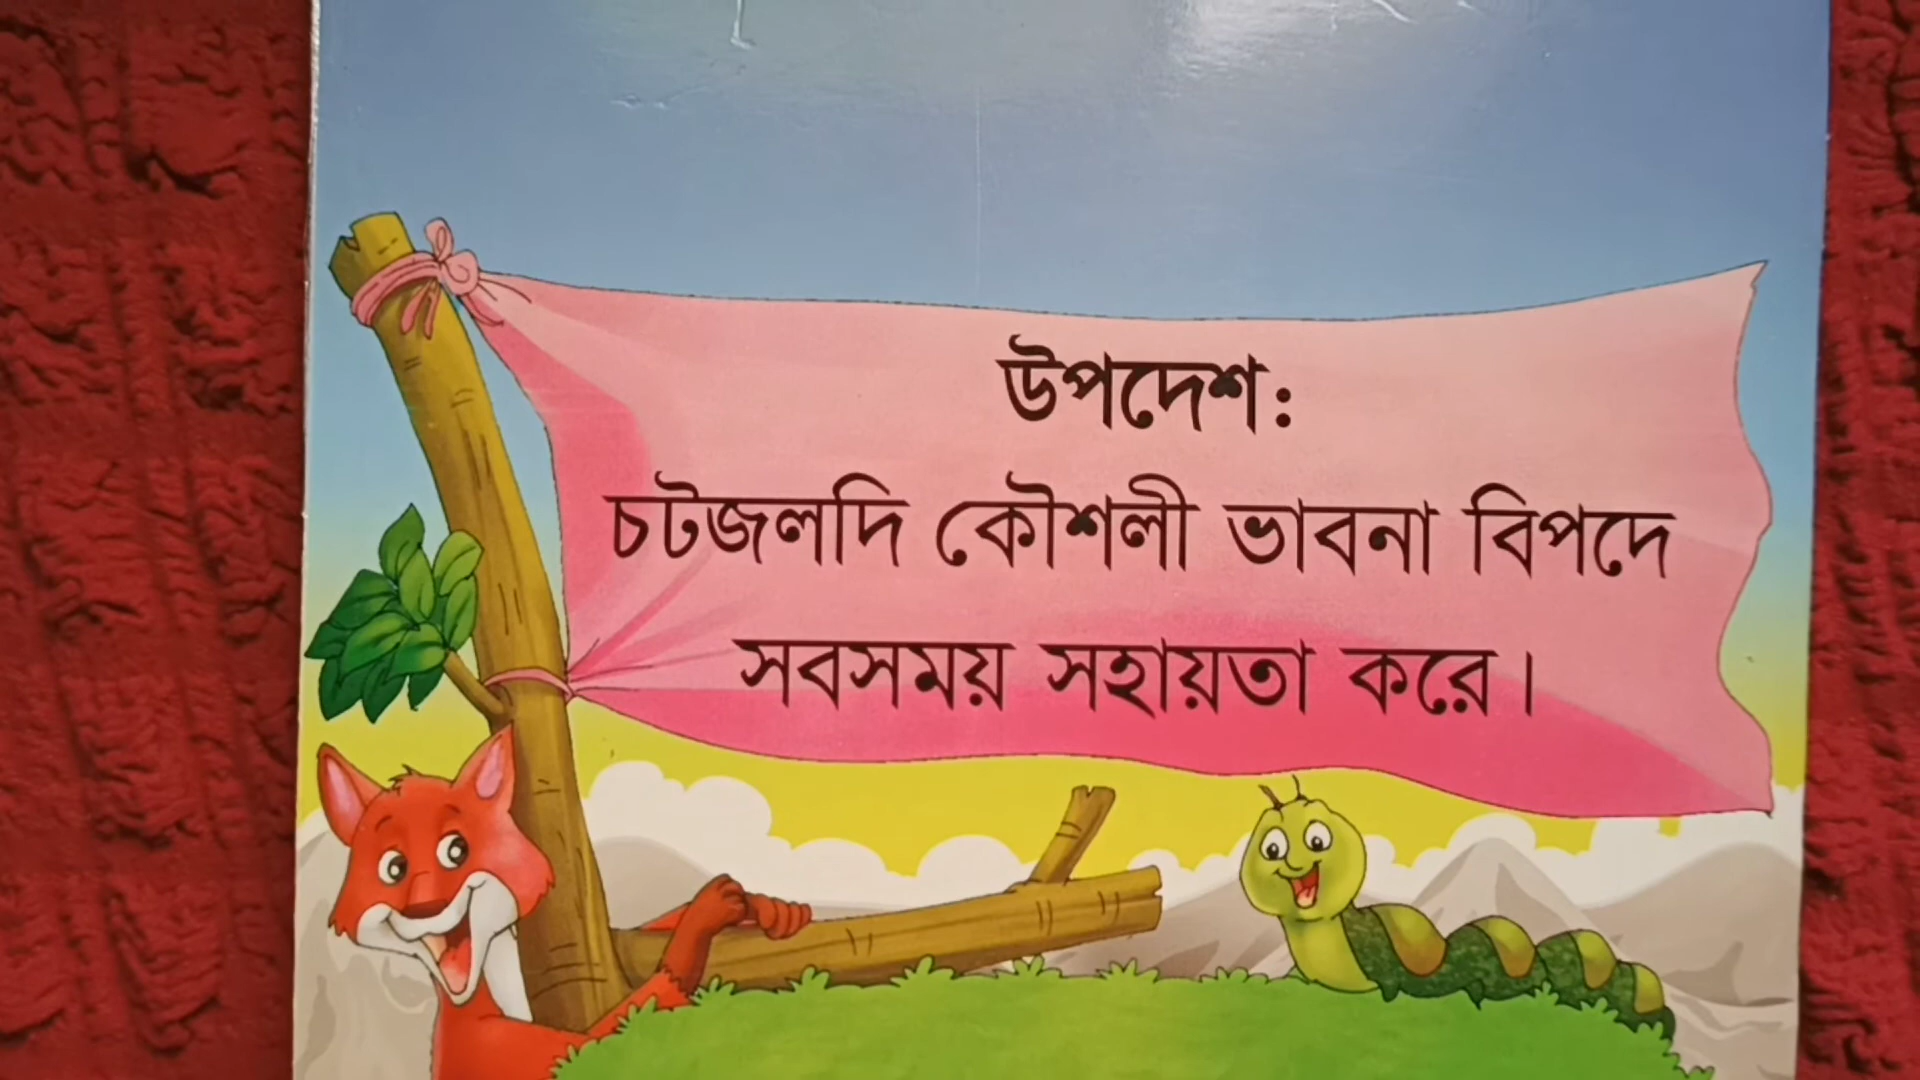 উপদেশ:
চটজলদি কৌশলী ভাবনা বিপদে
সবসময় সহায়তা করে।